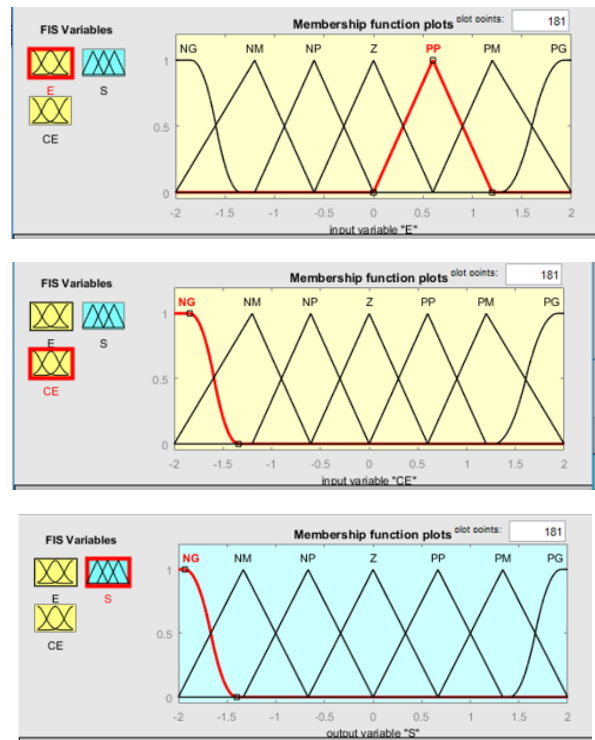 FIS Variables
Membership function plots plot points: 181
NG NM NP Z PP PM PG
E S
CE
1
0.5
0
-2 -1.5 -1 -0.5 0 0.5 1 1.5 2
input variable "E"
FIS Variables
Membership function plots plot points: 181
NG NM NP Z PP PM PG
E S
CE
1
0.5
0
-2 -1.5 -1 -0.5 0 0.5 1 1.5 2
input variable "CE"
FIS Variables
Membership function plots plot points: 181
NG NM NP Z PP PM PG
E S
CE
1
0.5
0
-2 -1.5 -1 -0.5 0 0.5 1 1.5 2
output variable "S"